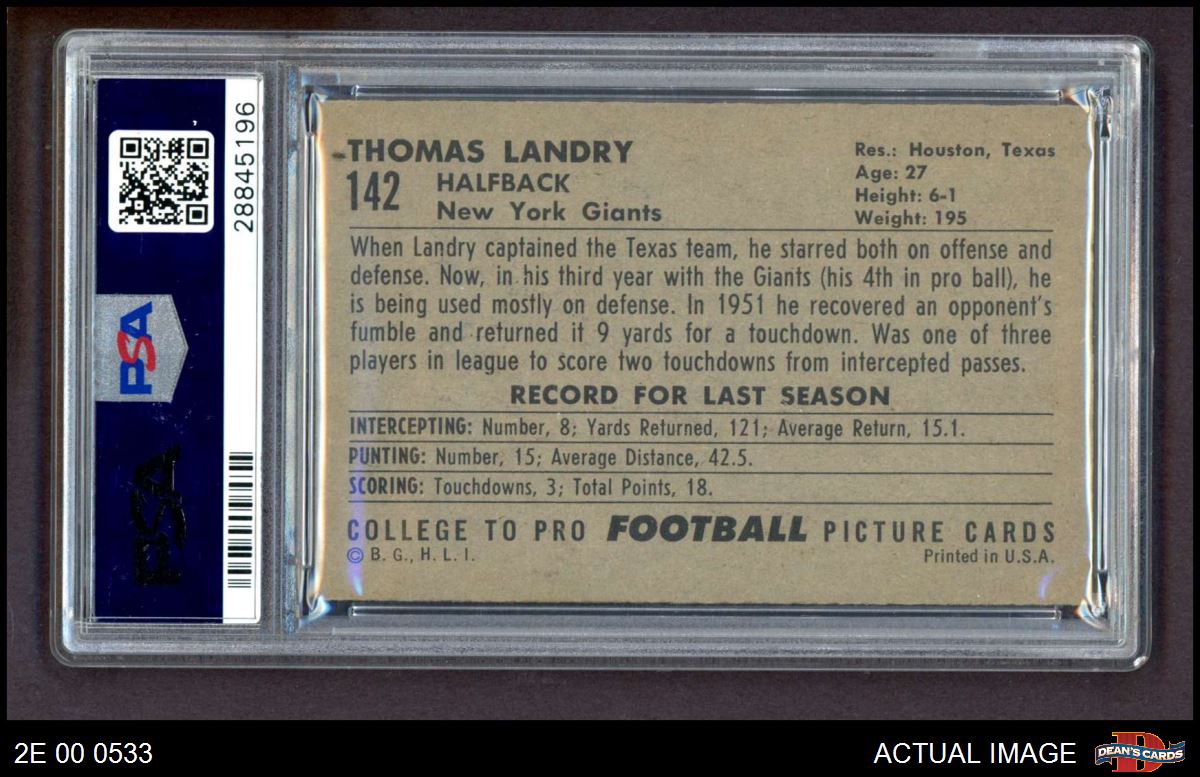 28845196
PSA
PSA
THOMAS LANDRY
142 HALFBACK
New York Giants
Res.: Houston, Texas
Age: 27
Height: 6-1
Weight: 195
When Landry captained the Texas team, he starred both on offense and
defense. Now, in his third year with the Giants (his 4th in pro ball), he
is being used mostly on defense. In 1951 he recovered an opponent's
fumble and returned it 9 yards for a touchdown. Was one of three
players in league to score two touchdowns from intercepted passes.
RECORD FOR LAST SEASON
INTERCEPTING: Number, 8; Yards Returned, 121; Average Return, 15.1.
PUNTING: Number, 15; Average Distance, 42.5.
SCORING: Touchdowns, 3; Total Points, 18.
COLLEGE TO PRO FOOTBALL PICTURE CARDS
© B. G., H. L. I.
Printed in U.S.A.
2E 00 0533
ACTUAL IMAGE
DEAN'S CARDS